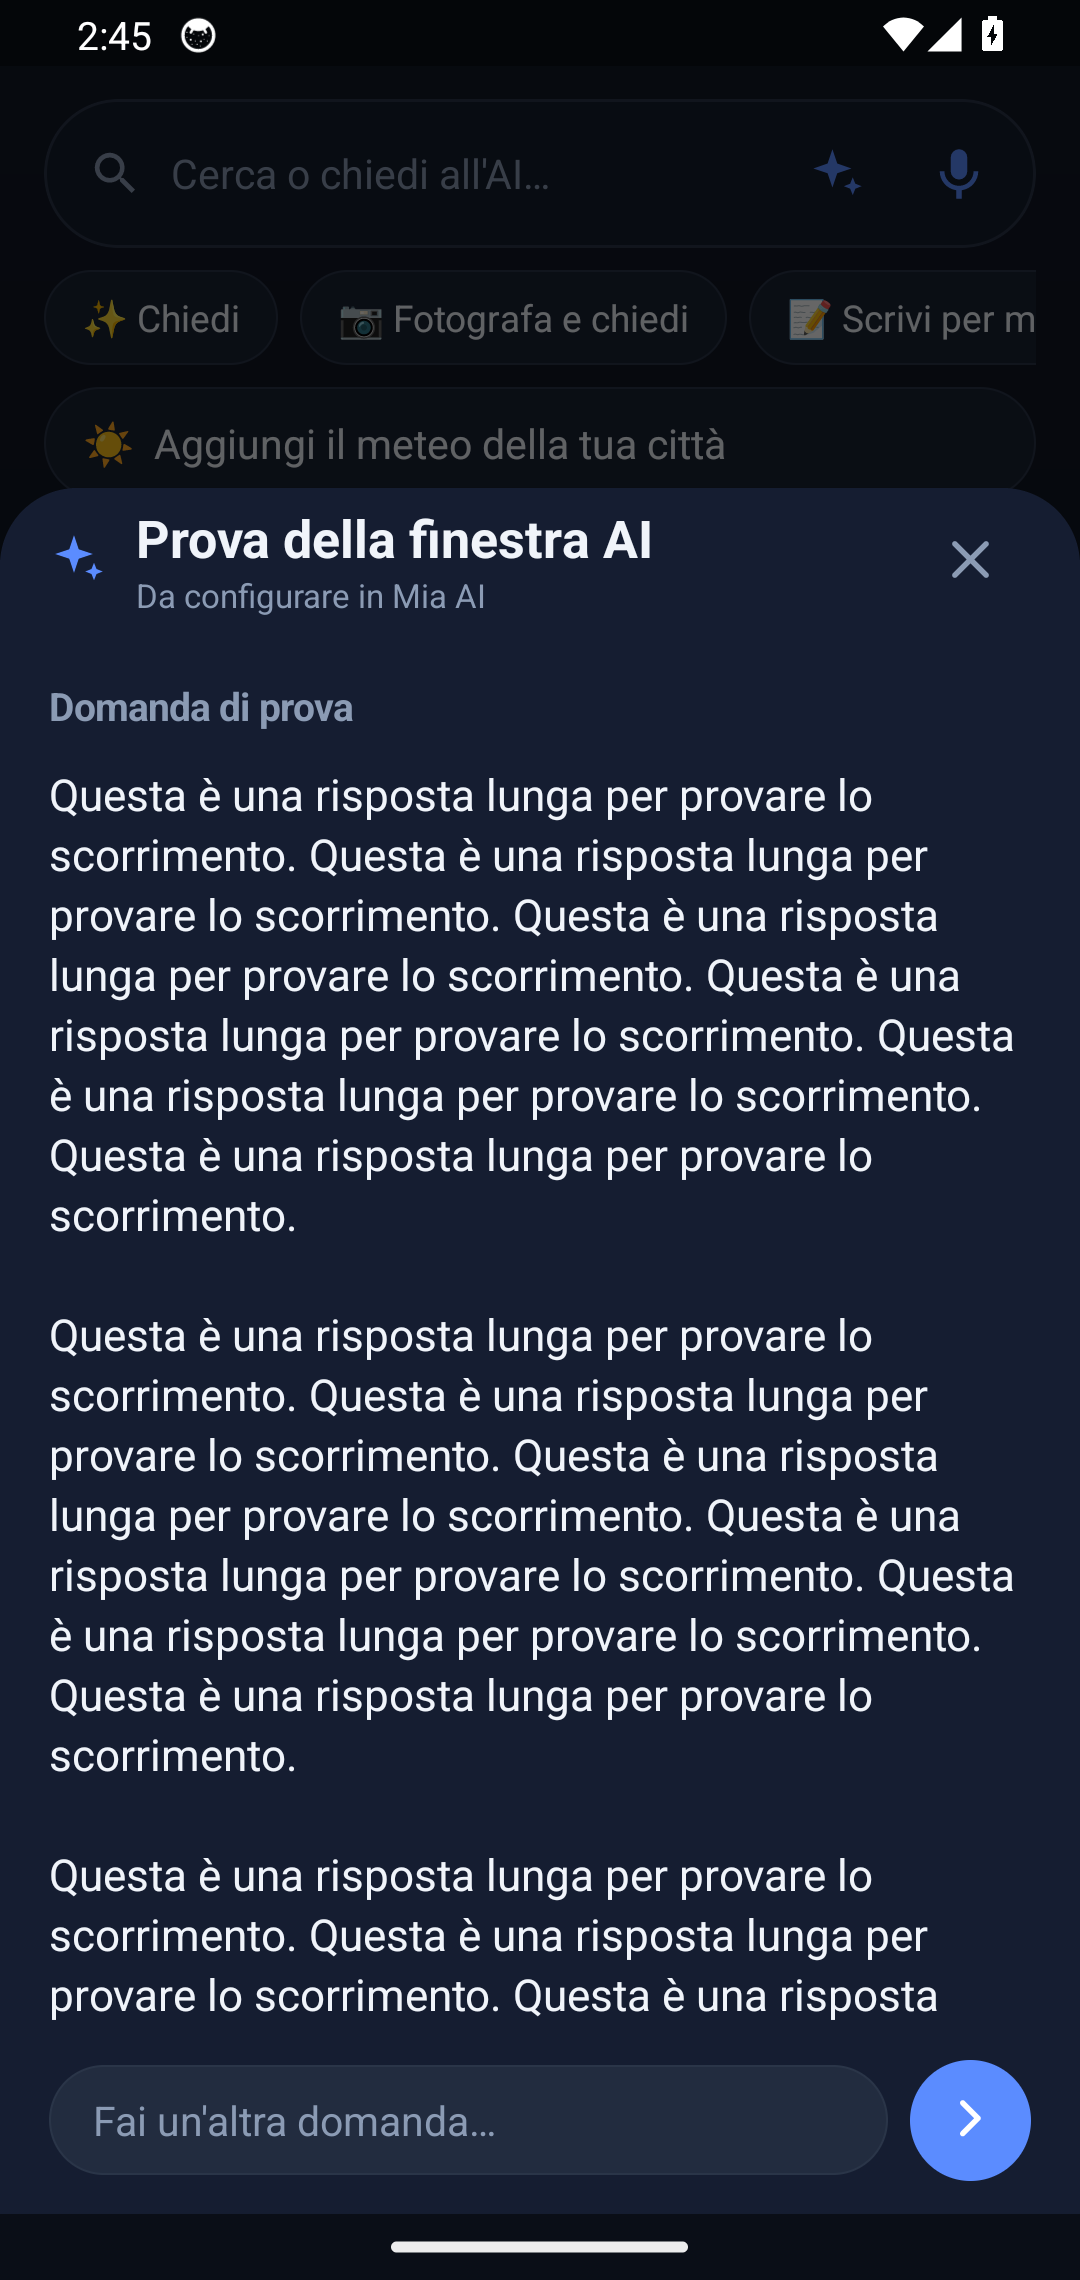 2:45
Cerca o chiedi all'AI...
✨ Chiedi
📷 Fotografa e chiedi
📝 Scrivi per m
☀️ Aggiungi il meteo della tua città
Prova della finestra AI
Da configurare in Mia AI
Domanda di prova
Questa è una risposta lunga per provare lo
scorrimento. Questa è una risposta lunga per
provare lo scorrimento. Questa è una risposta
lunga per provare lo scorrimento. Questa è una
risposta lunga per provare lo scorrimento. Questa
è una risposta lunga per provare lo scorrimento.
Questa è una risposta lunga per provare lo
scorrimento.
Questa è una risposta lunga per provare lo
scorrimento. Questa è una risposta lunga per
provare lo scorrimento. Questa è una risposta
lunga per provare lo scorrimento. Questa è una
risposta lunga per provare lo scorrimento. Questa
è una risposta lunga per provare lo scorrimento.
Questa è una risposta lunga per provare lo
scorrimento.
Questa è una risposta lunga per provare lo
scorrimento. Questa è una risposta lunga per
provare lo scorrimento. Questa è una risposta
Fai un'altra domanda...